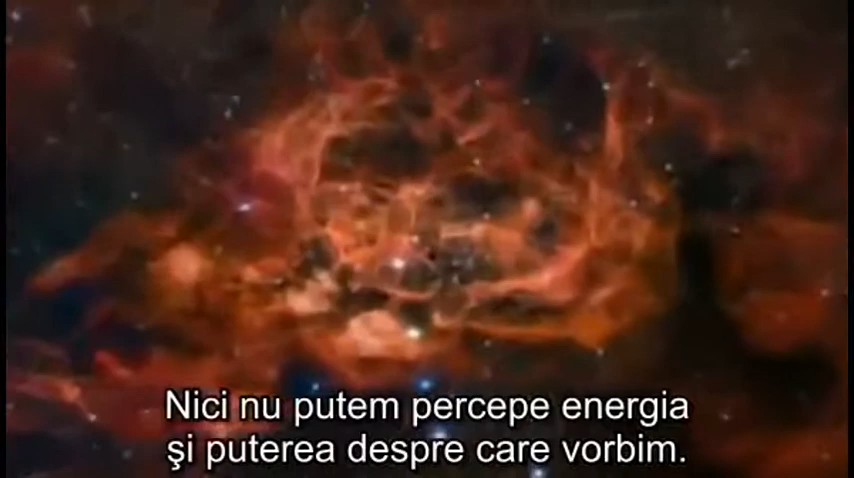 Nici nu putem percepe energia
şi puterea despre care vorbim.